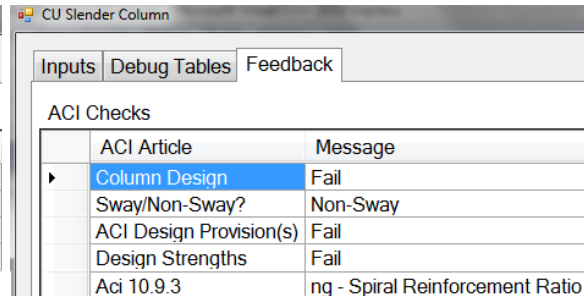 CU Slender Column
Inputs Debug Tables Feedback
ACI Checks
ACI Article Message
Column Design Fail
Sway/Non-Sway? Non-Sway
ACI Design Provision(s) Fail
Design Strengths Fail
Aci 10.9.3 ng - Spiral Reinforcement Ratio